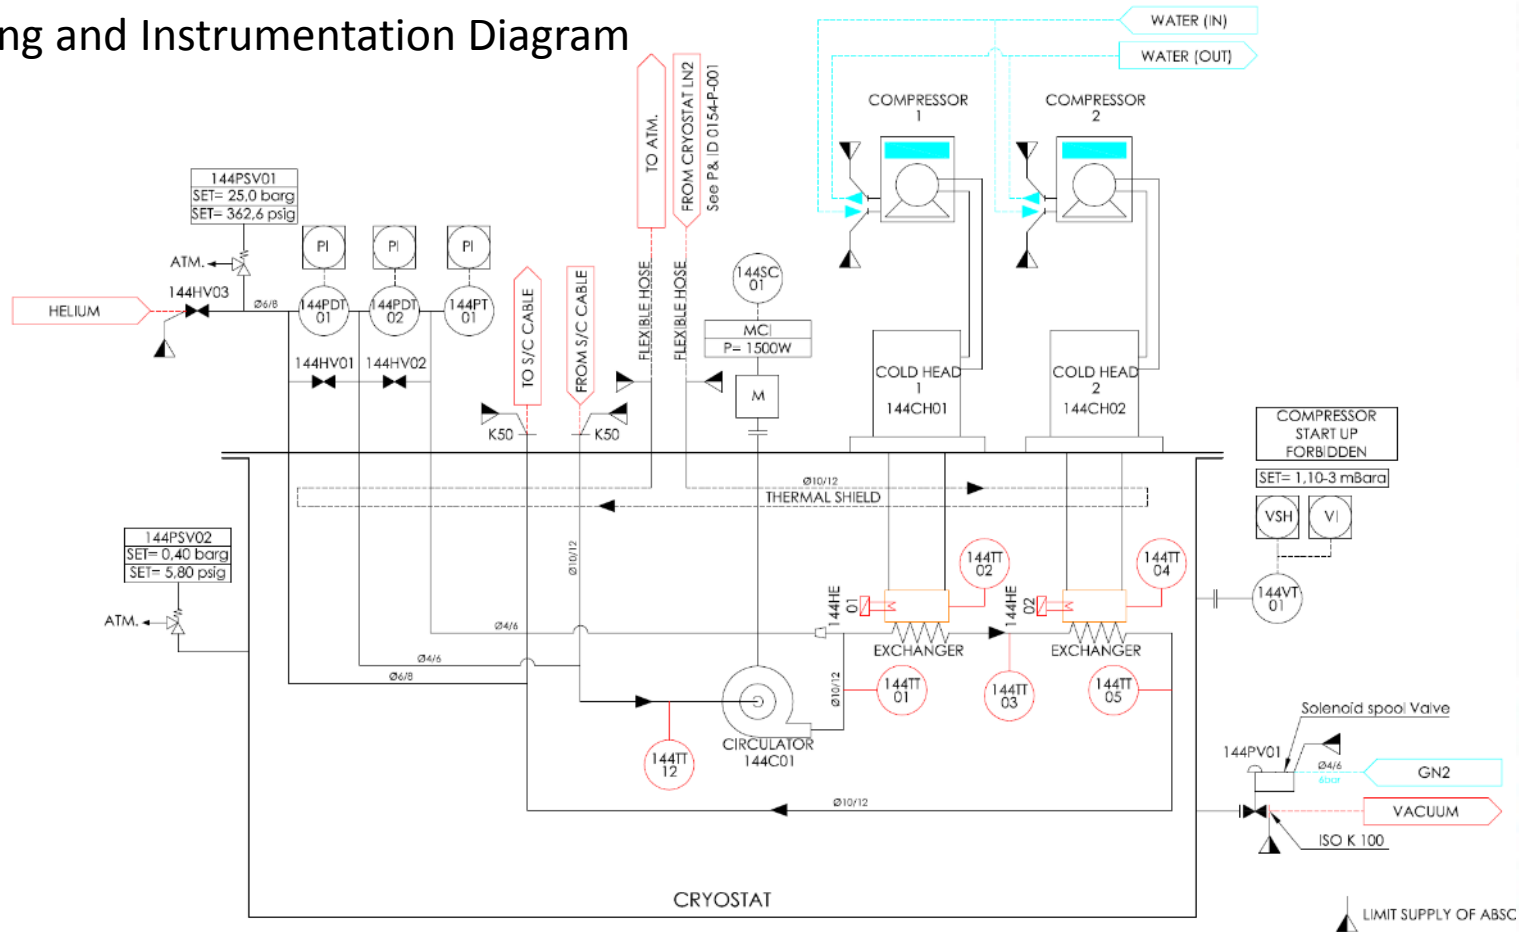 ng and Instrumentation Diagram
WATER (IN)
WATER (OUT)
COMPRESSOR
1
COMPRESSOR
2
TO ATM.
FROM CRYOSTAT LN2
See P& ID 0154-P-001
144PSV01
SET= 25,0 barg
SET= 362,6 psig
PI
PI
PI
ATM.
144HV03
HELIUM
Ø6/8
144PDT
01
144PDT
02
144PT
01
144HV01
144HV02
TO S/C CABLE
FROM S/C CABLE
FLEXIBLE HOSE
FLEXIBLE HOSE
144SC
01
MCI
P= 1500W
M
K50
K50
COLD HEAD
1
144CH01
COLD HEAD
2
144CH02
COMPRESSOR
START UP
FORBIDDEN
SET= 1,10-3 mBara
VSH
VI
144VT
01
Ø10/12
THERMAL SHIELD
144PSV02
SET= 0,40 barg
SET= 5,80 psig
ATM.
Ø10/12
144TT
02
144TT
04
144HE
01
144HE
02
Ø4/6
Ø4/6
Ø6/8
EXCHANGER
EXCHANGER
Ø10/12
144TT
01
144TT
03
144TT
05
144TT
12
CIRCULATOR
144C01
Ø10/12
Solenoid spool Valve
144PV01
Ø4/6
6bar
GN2
VACUUM
ISO K 100
CRYOSTAT
LIMIT SUPPLY OF ABSC